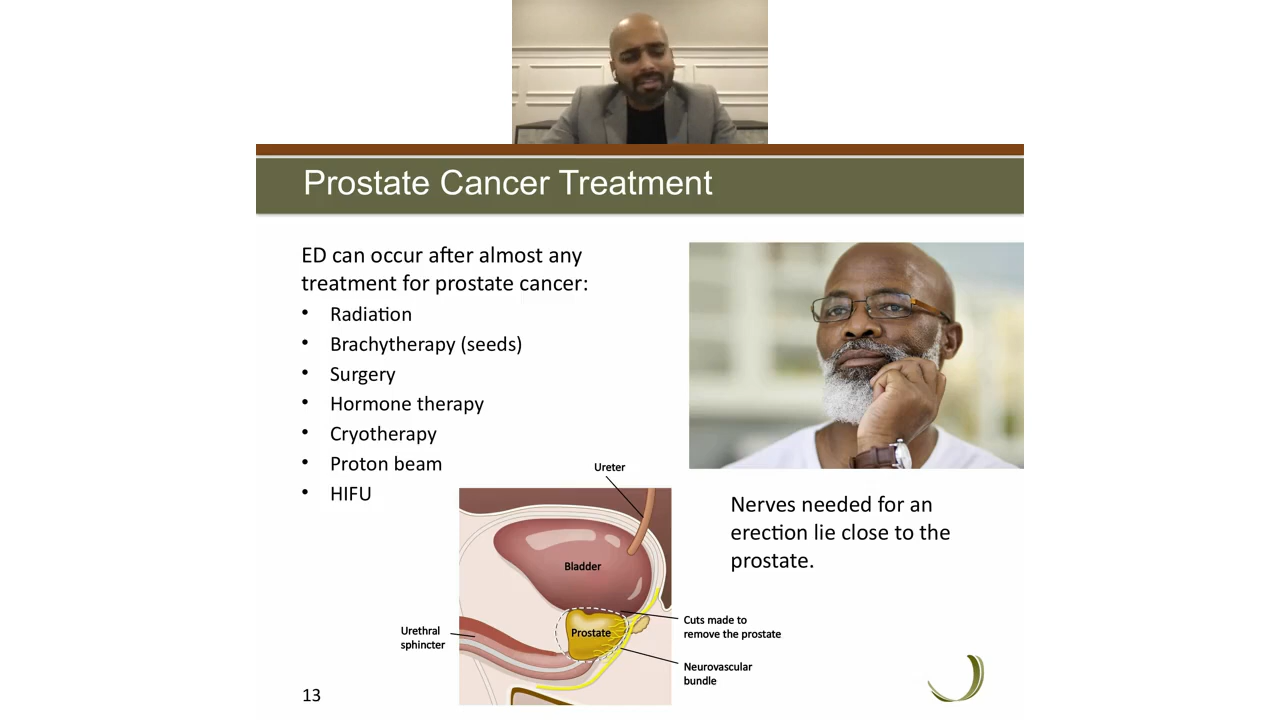 Prostate Cancer Treatment
ED can occur after almost any
treatment for prostate cancer:
• Radiation
• Brachytherapy (seeds)
• Surgery
• Hormone therapy
• Cryotherapy
• Proton beam
• HIFU
Ureter
Bladder
Prostate
Urethral
sphincter
Cuts made to
remove the prostate
Neurovascular
bundle
Nerves needed for an
erection lie close to the
prostate.
13